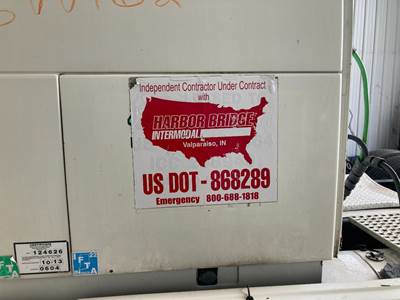 Independent Contractor Under Contract
with
HARBOR BRIDGE
INTERMODAL
Valparaiso, IN
US DOT - 868289
Emergency 800-688-1818
124626
10-13
0604
F
T
A